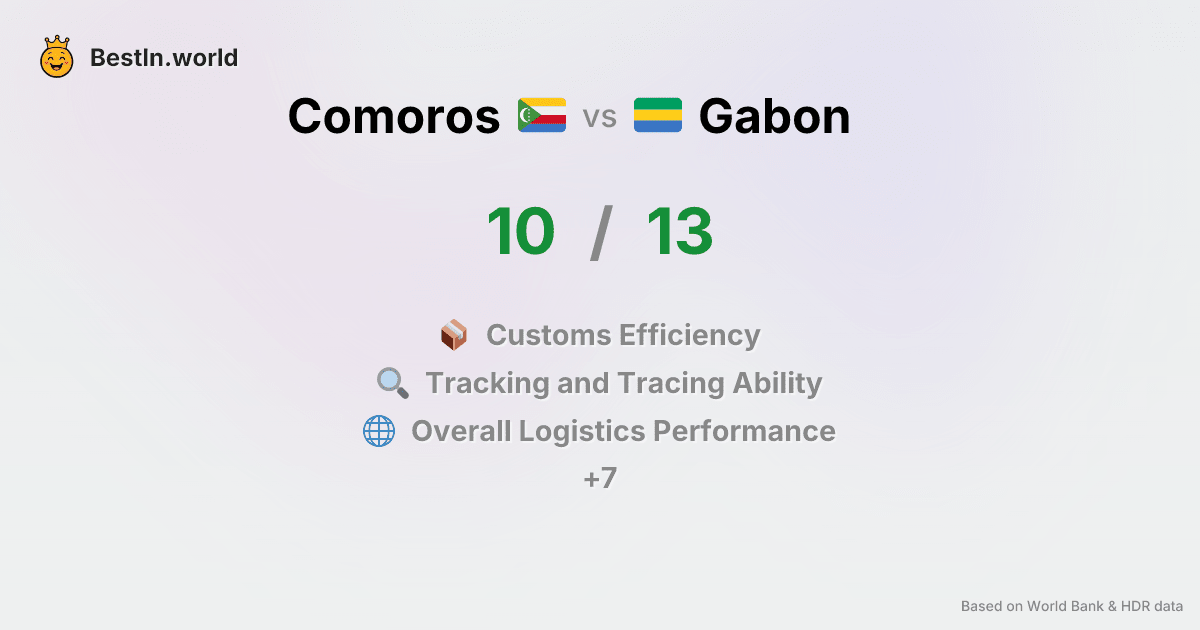 BestIn.world
Comoros vs Gabon
10 / 13
Customs Efficiency
Tracking and Tracing Ability
Overall Logistics Performance
+7
Based on World Bank & HDR data